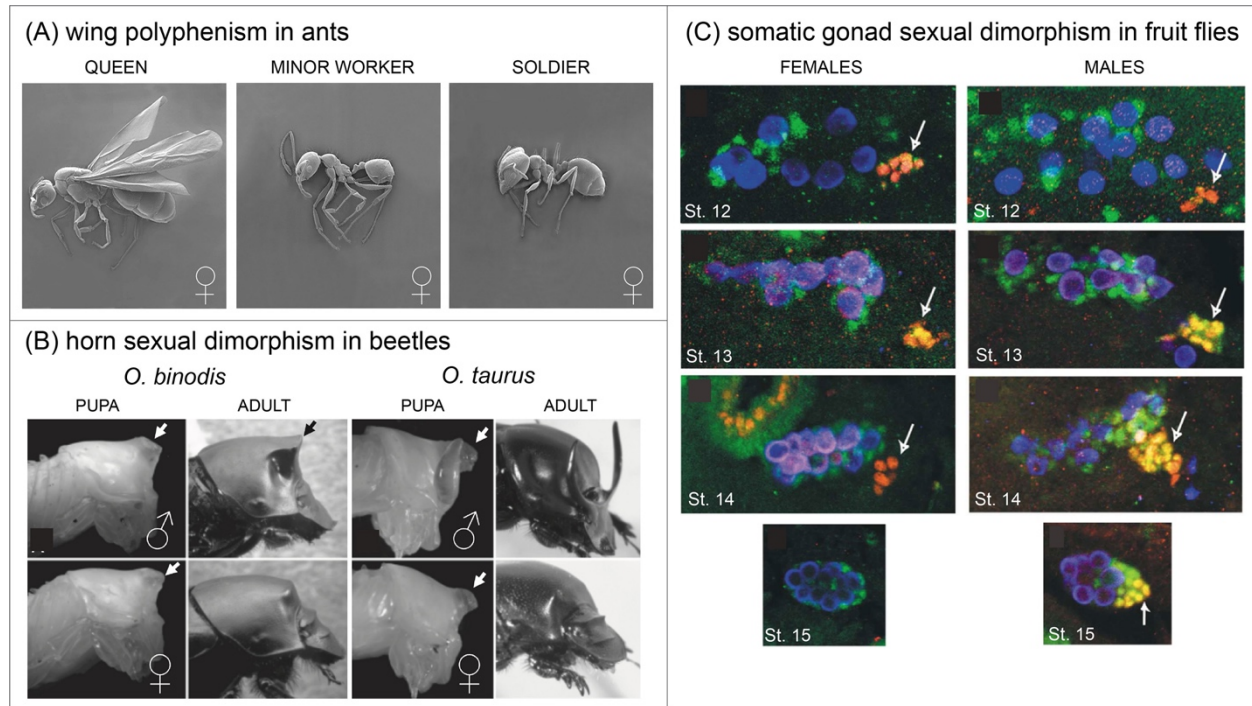 (A) wing polyphenism in ants
QUEEN MINOR WORKER SOLDIER
♀ ♀ ♀
(B) horn sexual dimorphism in beetles
O. binodis O. taurus
PUPA ADULT PUPA ADULT
♂ ♂
♀ ♀
(C) somatic gonad sexual dimorphism in fruit flies
FEMALES MALES
St. 12 St. 12
St. 13 St. 13
St. 14 St. 14
St. 15 St. 15